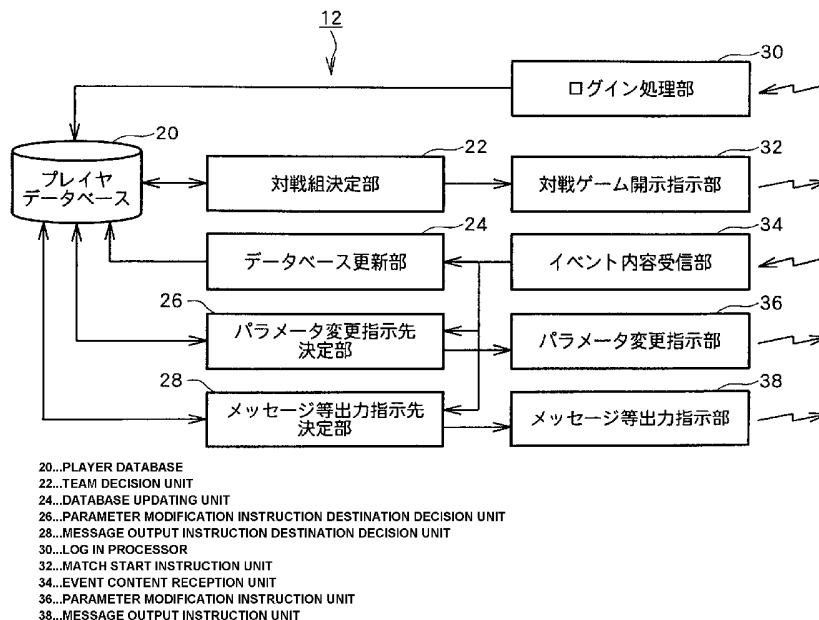 12
30
ログイン処理部
20
プレイヤ
データベース
22
対戦組決定部
32
対戦ゲーム開示指示部
24
データベース更新部
34
イベント内容受信部
26
パラメータ変更指示先
決定部
36
パラメータ変更指示部
28
メッセージ等出力指示先
決定部
38
メッセージ等出力指示部
20...PLAYER DATABASE
22...TEAM DECISION UNIT
24...DATABASE UPDATING UNIT
26...PARAMETER MODIFICATION INSTRUCTION DESTINATION DECISION UNIT
28...MESSAGE OUTPUT INSTRUCTION DESTINATION DECISION UNIT
30...LOG IN PROCESSOR
32...MATCH START INSTRUCTION UNIT
34...EVENT CONTENT RECEPTION UNIT
36...PARAMETER MODIFICATION INSTRUCTION UNIT
38...MESSAGE OUTPUT INSTRUCTION UNIT